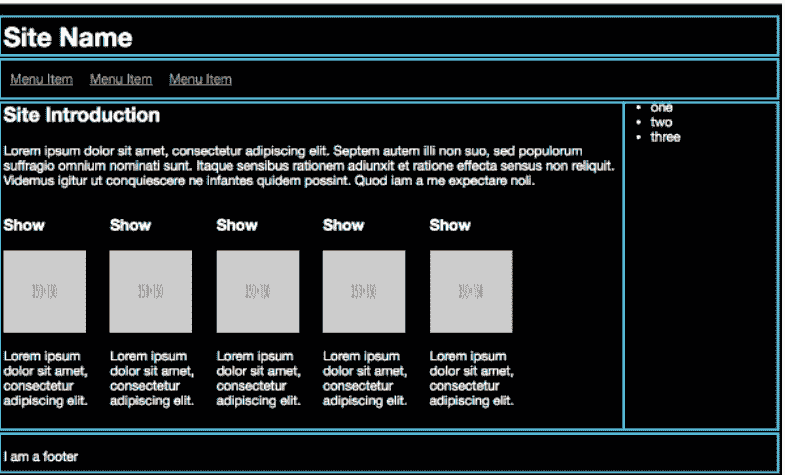 Site Name
Menu Item Menu Item Menu Item
Site Introduction
Lorem ipsum dolor sit amet, consectetur adipiscing elit. Septem autem illi non suo, sed populorum
suffragio omnium nominati sunt. Itaque sensibus rationem adiunxit et ratione effecta sensus non reliquit.
Videmus igitur ut conquiescere ne infantes quidem possint. Quod iam a me expectare noli.
Show Show Show Show Show
Lorem ipsum
dolor sit amet,
consectetur
adipiscing elit.
Lorem ipsum
dolor sit amet,
consectetur
adipiscing elit.
Lorem ipsum
dolor sit amet,
consectetur
adipiscing elit.
Lorem ipsum
dolor sit amet,
consectetur
adipiscing elit.
Lorem ipsum
dolor sit amet,
consectetur
adipiscing elit.
• one
• two
• three
I am a footer